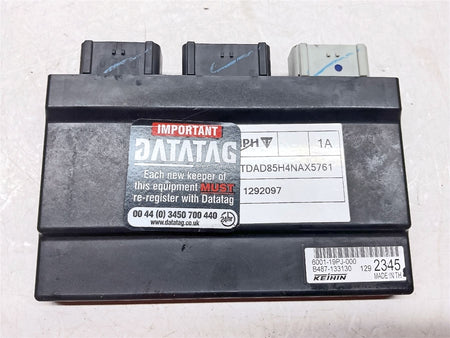 IMPORTANT
DATATAG
Each new keeper of
this equipment MUST
re-register with Datatag
00 44 (0) 3450 700 440
www.datatag.co.uk
PH
1A
TDAD85H4NAX5761
1292097
6001-19PJ-000
B487-133130 129 2345
KEIHIN MADE IN TH